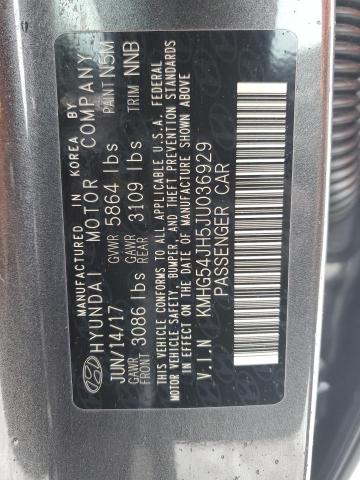 MANUFACTURED IN KOREA BY
HYUNDAI MOTOR COMPANY
JUN/14/17 GVWR 5864 lbs PAINT N5M
GAWR FRONT 3086 lbs GAWR REAR 3109 lbs TRIM NNB
THIS VEHICLE CONFORMS TO ALL APPLICABLE U.S.A. FEDERAL
MOTOR VEHICLE SAFETY, BUMPER, AND THEFT PREVENTION STANDARDS
IN EFFECT ON THE DATE OF MANUFACTURE SHOWN ABOVE
V.I.N KMHG54JH5JU036929
PASSENGER CAR